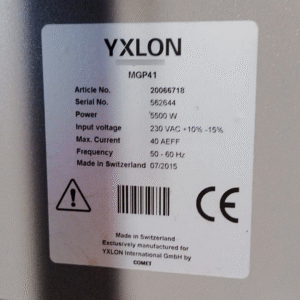 YXLON
MGP41
Article No. 20066718
Serial No. 562644
Power 5500 W
Input voltage 230 VAC +10% -15%
Max. Current 40 AEFF
Frequency 50 - 60 Hz
Made in Switzerland 07/2015
CE
Made in Switzerland
Exclusively manufactured for
YXLON International GmbH by
COMET